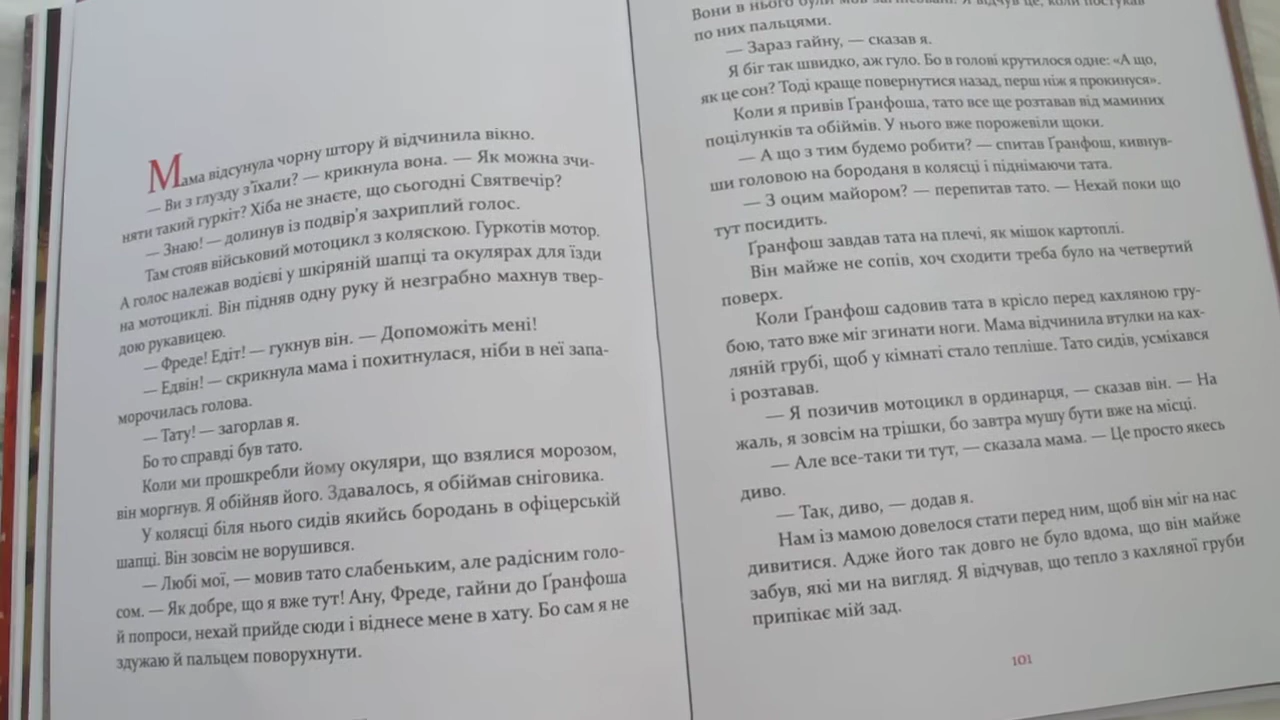 Мама відсунула чорну штору й відчинила вікно.
— Ви з глузду з’їхали? — крикнула вона. — Як можна зчи-
няти такий гуркіт? Хіба не знаєте, що сьогодні Святвечір?
— Знаю! — долинув із подвір’я захриплий голос.
Там стояв військовий мотоцикл з коляскою. Гуркотів мотор.
А голос належав водієві у шкіряній шапці та окулярах для їзди
на мотоциклі. Він підняв одну руку й незграбно махнув твер-
дою рукавицею.
— Фреде! Едіт! — гукнув він. — Допоможіть мені!
— Едвін! — скрикнула мама і похитнулася, ніби в неї запа-
морочилась голова.
— Тату! — загорлав я.
Бо то справді був тато.
Коли ми прошкребли йому окуляри, що взялися морозом,
він моргнув. Я обійняв його. Здавалось, я обіймав сніговика.
У колясці біля нього сидів якийсь бородань в офіцерській
шапці. Він зовсім не ворушився.
— Любі мої, — мовив тато слабеньким, але радісним голо-
сом. — Як добре, що я вже тут! Ану, Фреде, гайни до Ґранфоша
й попроси, нехай прийде сюди і віднесе мене в хату. Бо сам я не
здужаю й пальцем поворухнути.
Вони в нього були мов Я відчув це, коли постукав
по них пальцями.
— Зараз гайну, — сказав я.
Я біг так швидко, аж гуло. Бо в голові крутилося одне: «А що,
як це сон? Тоді краще повернутися назад, перш ніж я прокинуся».
Коли я привів Ґранфоша, тато все ще розтавав від маминих
поцілунків та обіймів. У нього вже порожевіли щоки.
— А що з тим будемо робити? — спитав Ґранфош, кивнув-
ши головою на бороданя в колясці і піднімаючи тата.
— З оцим майором? — перепитав тато. — Нехай поки що
тут посидить.
Ґранфош завдав тата на плечі, як мішок картоплі.
Він майже не сопів, хоч сходити треба було на четвертий
поверх.
Коли Ґранфош садовив тата в крісло перед кахляною гру-
бою, тато вже міг згинати ноги. Мама відчинила втулки на ках-
ляній грубі, щоб у кімнаті стало тепліше. Тато сидів, усміхався
і розтавав.
— Я позичив мотоцикл в ординарця, — сказав він. — На
жаль, я зовсім на трішки, бо завтра мушу бути вже на місці.
— Але все-таки ти тут, — сказала мама. — Це просто якесь
диво.
— Так, диво, — додав я.
Нам із мамою довелося стати перед ним, щоб він міг на нас
дивитися. Адже його так довго не було вдома, що він майже
забув, які ми на вигляд. Я відчував, що тепло з кахляної груби
припікає мій зад.
101